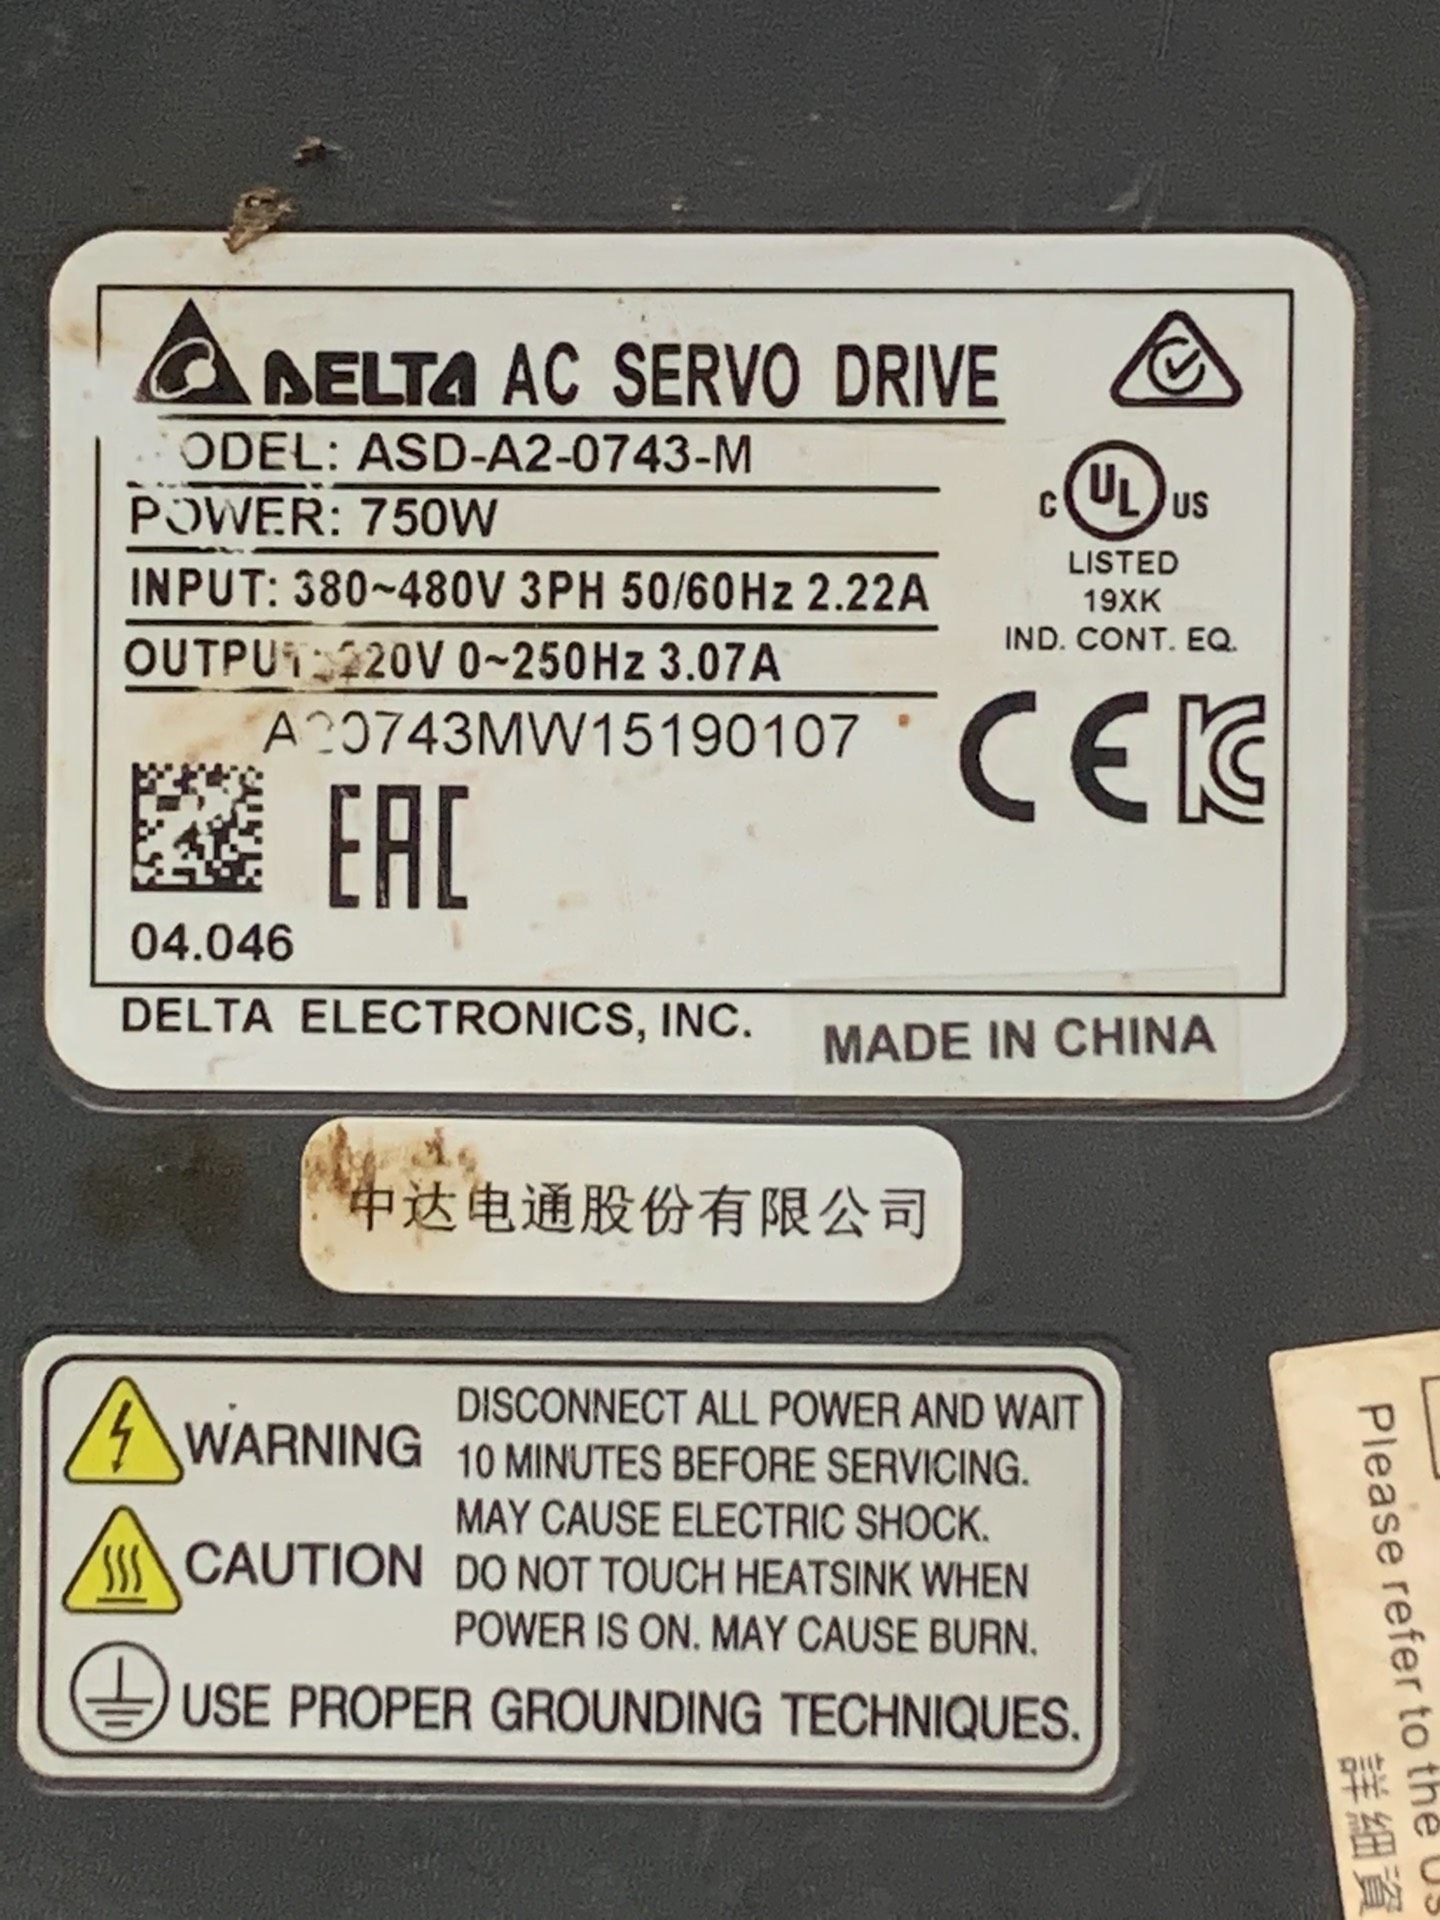 DELTA AC SERVO DRIVE
MODEL: ASD-A2-0743-M
POWER: 750W
INPUT: 380~480V 3PH 50/60Hz 2.22A
OUTPUT: 220V 0~250Hz 3.07A
A20743MW15190107
EAC
04.046
C UL US
LISTED
19XK
IND. CONT. EQ.
CE
DELTA ELECTRONICS, INC.
MADE IN CHINA
中达电通股份有限公司
WARNING
DISCONNECT ALL POWER AND WAIT
10 MINUTES BEFORE SERVICING.
MAY CAUSE ELECTRIC SHOCK.
CAUTION
DO NOT TOUCH HEATSINK WHEN
POWER IS ON. MAY CAUSE BURN.
USE PROPER GROUNDING TECHNIQUES.
Please refer to the
詳細資